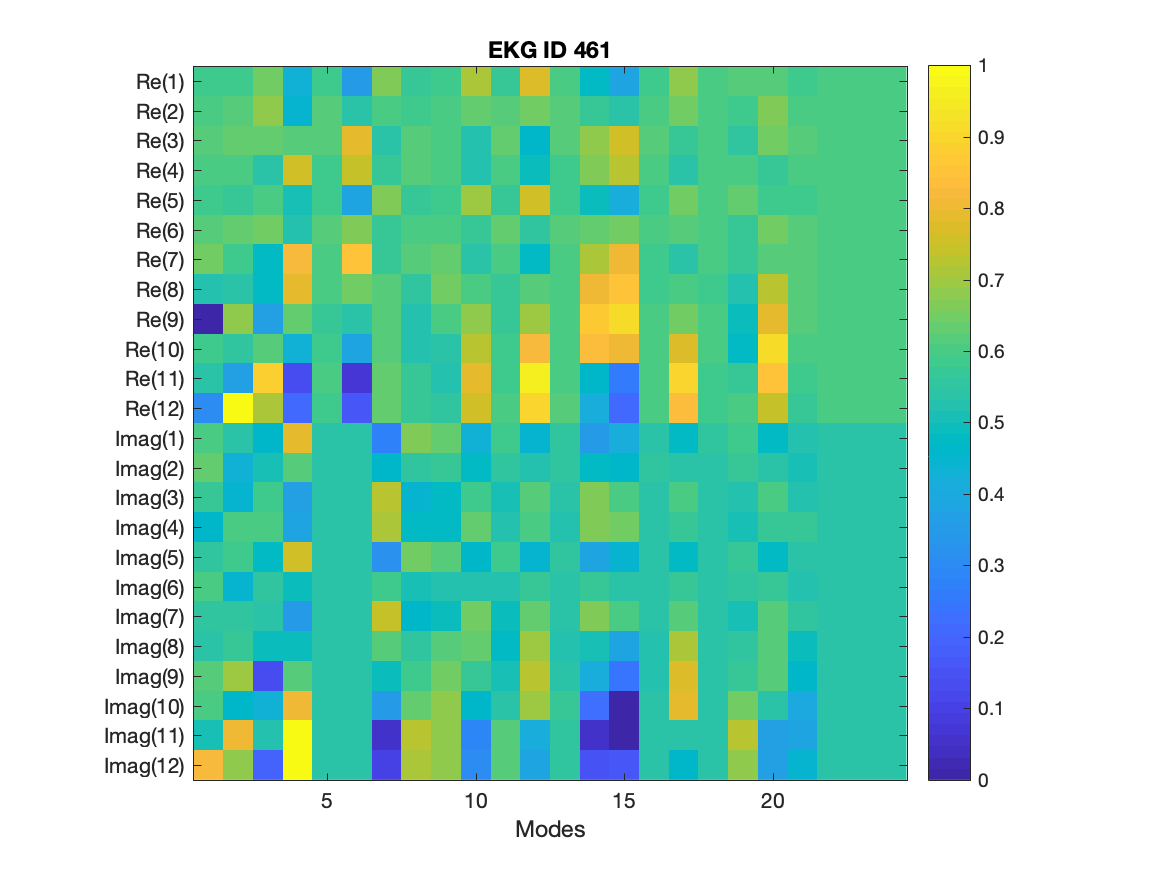 EKG ID 461
Re(1)
Re(2)
Re(3)
Re(4)
Re(5)
Re(6)
Re(7)
Re(8)
Re(9)
Re(10)
Re(11)
Re(12)
Imag(1)
Imag(2)
Imag(3)
Imag(4)
Imag(5)
Imag(6)
Imag(7)
Imag(8)
Imag(9)
Imag(10)
Imag(11)
Imag(12)
5 10 15 20
Modes
1
0.9
0.8
0.7
0.6
0.5
0.4
0.3
0.2
0.1
0